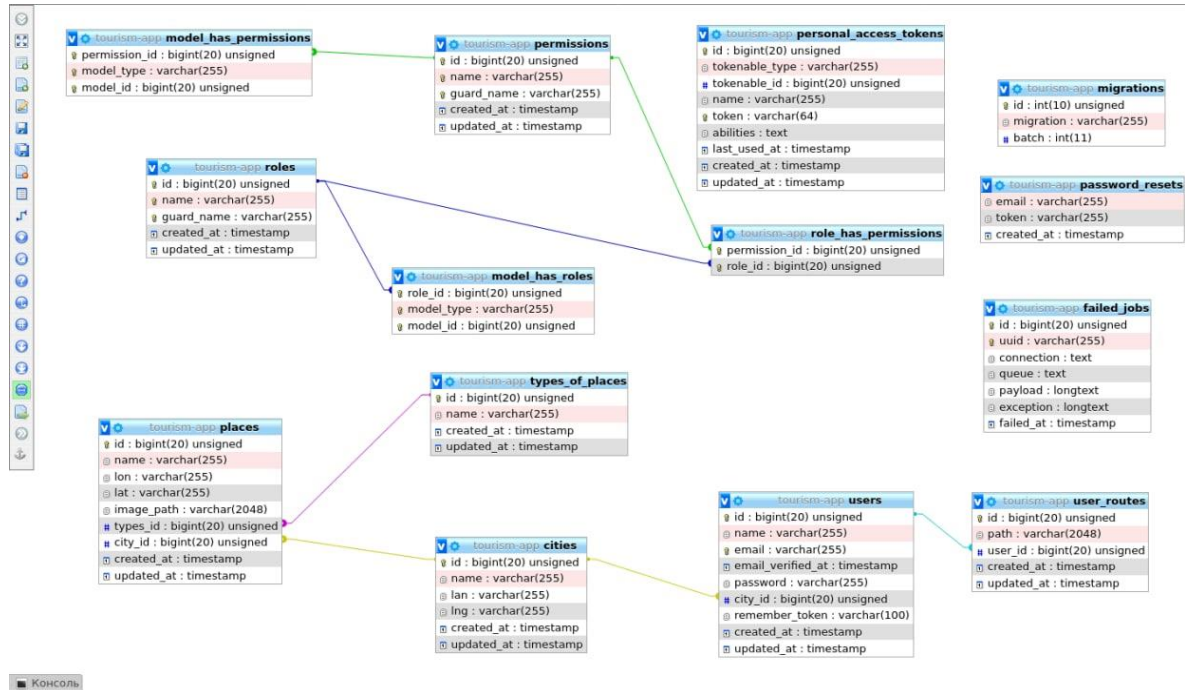 tourism-app model_has_permissions
permission_id : bigint(20) unsigned
model_type : varchar(255)
model_id : bigint(20) unsigned
tourism-app permissions
id : bigint(20) unsigned
name : varchar(255)
guard_name : varchar(255)
created_at : timestamp
updated_at : timestamp
tourism-app personal_access_tokens
id : bigint(20) unsigned
tokenable_type : varchar(255)
tokenable_id : bigint(20) unsigned
name : varchar(255)
token : varchar(64)
abilities : text
last_used_at : timestamp
created_at : timestamp
updated_at : timestamp
tourism-app migrations
id : int(10) unsigned
migration : varchar(255)
batch : int(11)
tourism-app roles
id : bigint(20) unsigned
name : varchar(255)
guard_name : varchar(255)
created_at : timestamp
updated_at : timestamp
tourism-app password_resets
email : varchar(255)
token : varchar(255)
created_at : timestamp
tourism-app role_has_permissions
permission_id : bigint(20) unsigned
role_id : bigint(20) unsigned
tourism-app model_has_roles
role_id : bigint(20) unsigned
model_type : varchar(255)
model_id : bigint(20) unsigned
tourism-app failed_jobs
id : bigint(20) unsigned
uuid : varchar(255)
connection : text
queue : text
payload : longtext
exception : longtext
failed_at : timestamp
tourism-app types_of_places
id : bigint(20) unsigned
name : varchar(255)
created_at : timestamp
updated_at : timestamp
tourism-app places
id : bigint(20) unsigned
name : varchar(255)
lon : varchar(255)
lat : varchar(255)
image_path : varchar(2048)
types_id : bigint(20) unsigned
city_id : bigint(20) unsigned
created_at : timestamp
updated_at : timestamp
tourism-app cities
id : bigint(20) unsigned
name : varchar(255)
lan : varchar(255)
lng : varchar(255)
created_at : timestamp
updated_at : timestamp
tourism-app users
id : bigint(20) unsigned
name : varchar(255)
email : varchar(255)
email_verified_at : timestamp
password : varchar(255)
city_id : bigint(20) unsigned
remember_token : varchar(100)
created_at : timestamp
updated_at : timestamp
tourism-app user_routes
id : bigint(20) unsigned
path : varchar(2048)
user_id : bigint(20) unsigned
created_at : timestamp
updated_at : timestamp
Консоль